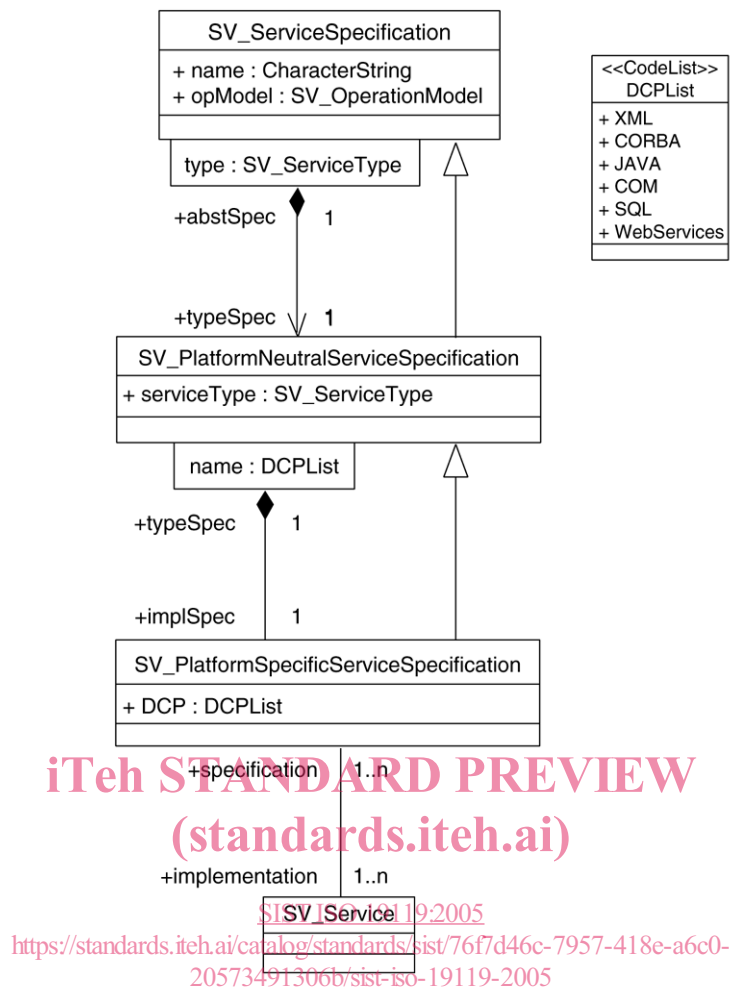 SV_ServiceSpecification
+ name : CharacterString
+ opModel : SV_OperationModel
type : SV_ServiceType
<<CodeList>>
DCPList
+ XML
+ CORBA
+ JAVA
+ COM
+ SQL
+ WebServices
+abstSpec 1
+typeSpec 1
SV_PlatformNeutralServiceSpecification
+ serviceType : SV_ServiceType
name : DCPList
+typeSpec 1
+implSpec 1
SV_PlatformSpecificServiceSpecification
+ DCP : DCPList
+specification 1..n
iTeh STANDARD PREVIEW
(standards.iteh.ai)
+implementation 1..n
SV_Service
SIST ISO 19119:2005
https://standards.iteh.ai/catalog/standards/sist/76f7d46c-7957-418e-a6c0-
20573491306b/sist-iso-19119-2005